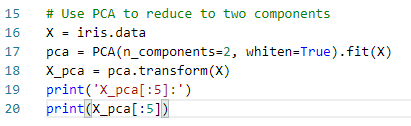 15 # Use PCA to reduce to two components
16 X = iris.data
17 pca = PCA(n_components=2, whiten=True).fit(X)
18 X_pca = pca.transform(X)
19 print('X_pca[:5]:')
20 print(X_pca[:5])